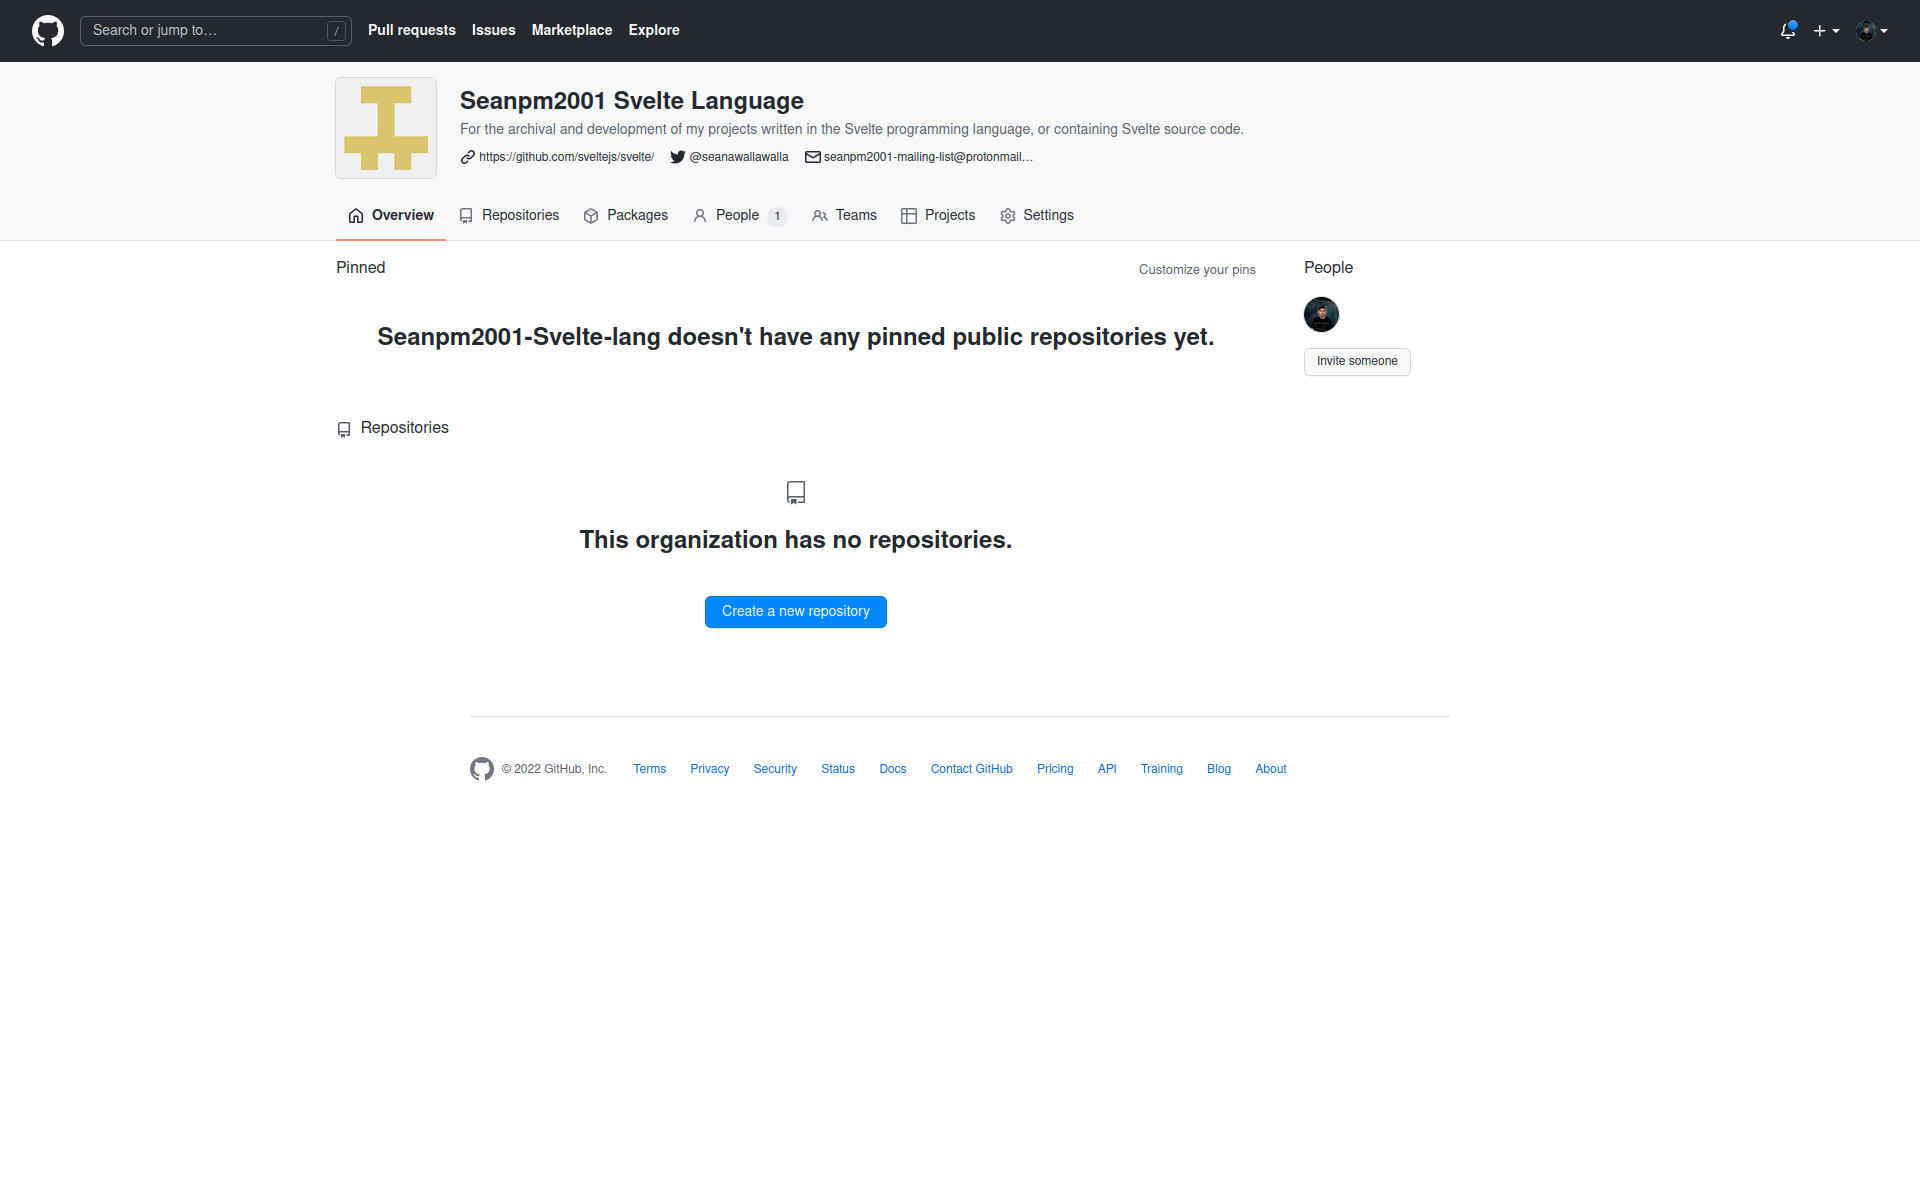 Search or jump to… /
Pull requests
Issues
Marketplace
Explore
Seanpm2001 Svelte Language
For the archival and development of my projects written in the Svelte programming language, or containing Svelte source code.
https://github.com/sveltejs/svelte/ @seanawallawalla seanpm2001-mailing-list@protonmail…
Overview
Repositories
Packages
People 1
Teams
Projects
Settings
Pinned
Customize your pins
Seanpm2001-Svelte-lang doesn't have any pinned public repositories yet.
People
Invite someone
Repositories
This organization has no repositories.
Create a new repository
© 2022 GitHub, Inc.
Terms
Privacy
Security
Status
Docs
Contact GitHub
Pricing
API
Training
Blog
About